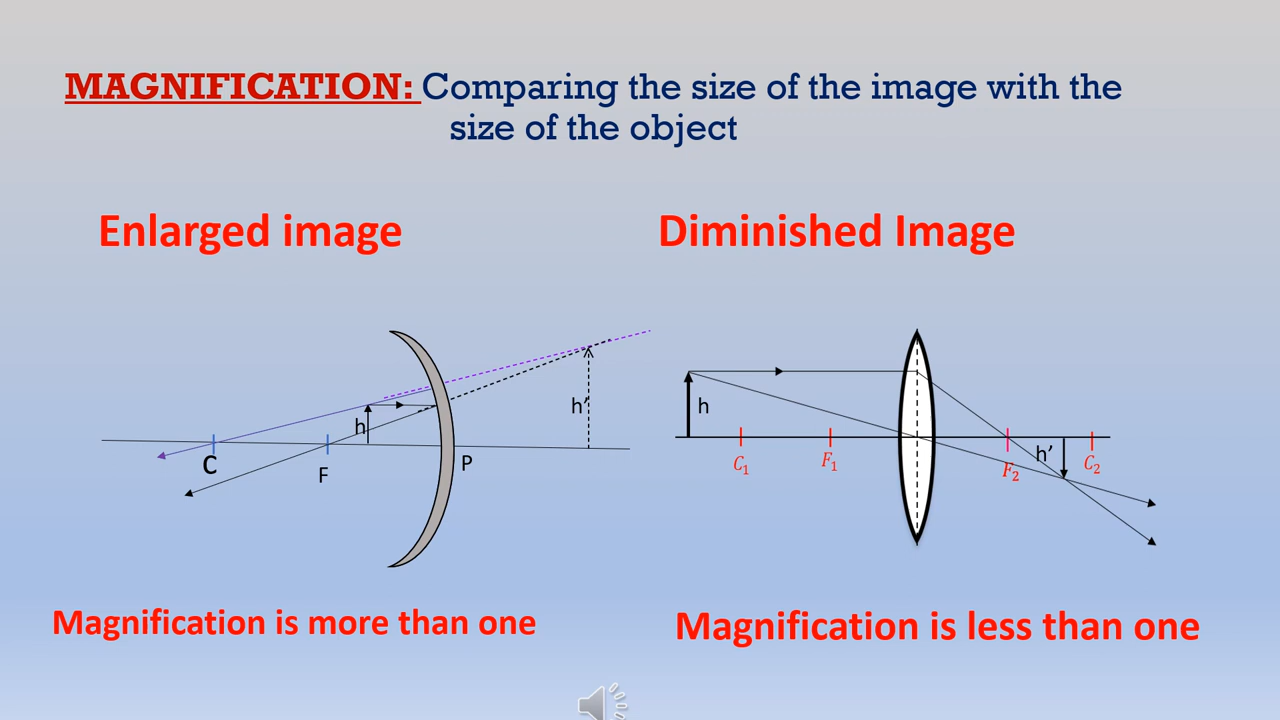 MAGNIFICATION: Comparing the size of the image with the
size of the object
Enlarged image
Diminished Image
h'
h
C
F
P
h
h'
C₁
F₁
F₂
C₂
Magnification is more than one
Magnification is less than one